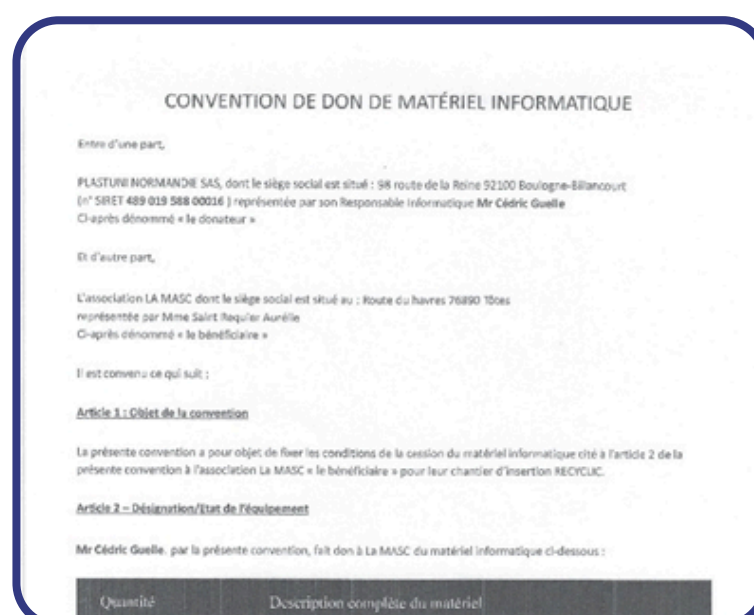 CONVENTION DE DON DE MATÉRIEL INFORMATIQUE
Entre d'une part,
PLASTUNI NORMANDIE SAS, dont le siège social est situé : 98 route de la Reine 92100 Boulogne-Billancourt
(n° SIRET 489 019 588 00016 ) représentée par son Responsable Informatique Mr Cédric Guelle
Ci-après dénommé « le donateur »
Et d'autre part,
L'association LA MASC dont le siège social est situé au : Route du havres 76890 Tôtes
représentée par Mme Saint Requier Aurélie
Ci-après dénommé « le bénéficiaire »
Il est convenu ce qui suit :
Article 1 : Objet de la convention
La présente convention a pour objet de fixer les conditions de la cession du matériel informatique cité à l'article 2 de la
présente convention à l'association La MASC « le bénéficiaire » pour leur chantier d'insertion RECYCLIC.
Article 2 – Désignation/Etat de l'équipement
Mr Cédric Guelle, par la présente convention, fait don à La MASC du matériel informatique ci-dessous :
Quantité Description complète du matériel